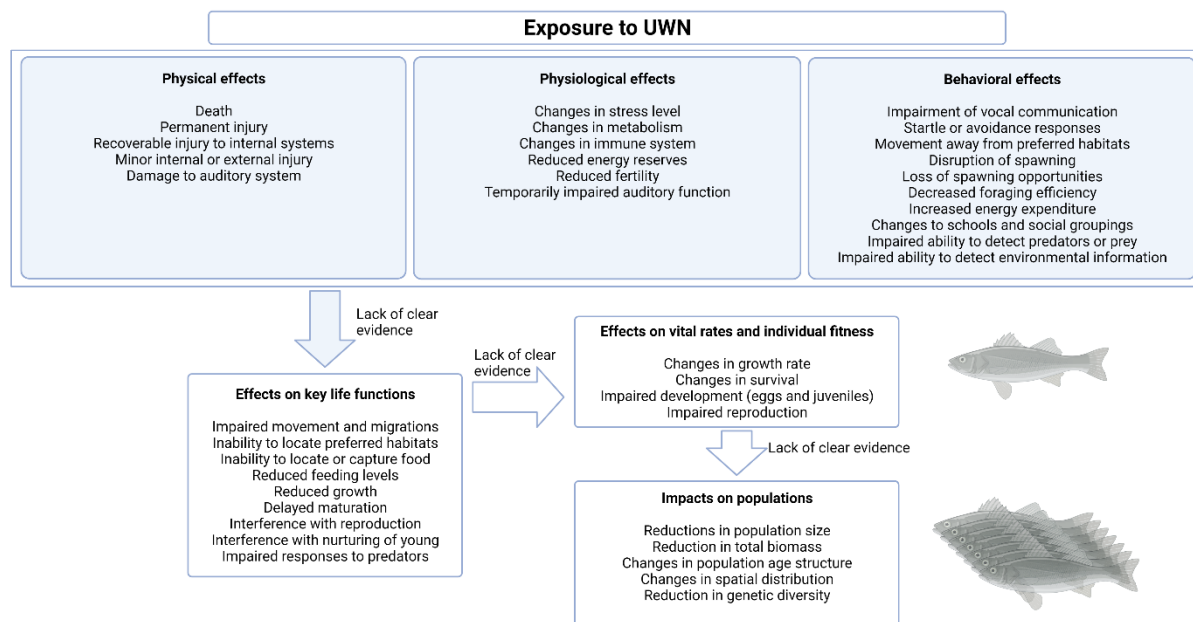 Exposure to UWN
Physical effects
Death
Permanent injury
Recoverable injury to internal systems
Minor internal or external injury
Damage to auditory system
Physiological effects
Changes in stress level
Changes in metabolism
Changes in immune system
Reduced energy reserves
Reduced fertility
Temporarily impaired auditory function
Behavioral effects
Impairment of vocal communication
Startle or avoidance responses
Movement away from preferred habitats
Disruption of spawning
Loss of spawning opportunities
Decreased foraging efficiency
Increased energy expenditure
Changes to schools and social groupings
Impaired ability to detect predators or prey
Impaired ability to detect environmental information
Lack of clear
evidence
Effects on key life functions
Impaired movement and migrations
Inability to locate preferred habitats
Inability to locate or capture food
Reduced feeding levels
Reduced growth
Delayed maturation
Interference with reproduction
Interference with nurturing of young
Impaired responses to predators
Lack of clear
evidence
Effects on vital rates and individual fitness
Changes in growth rate
Changes in survival
Impaired development (eggs and juveniles)
Impaired reproduction
Lack of clear evidence
Impacts on populations
Reductions in population size
Reduction in total biomass
Changes in population age structure
Changes in spatial distribution
Reduction in genetic diversity